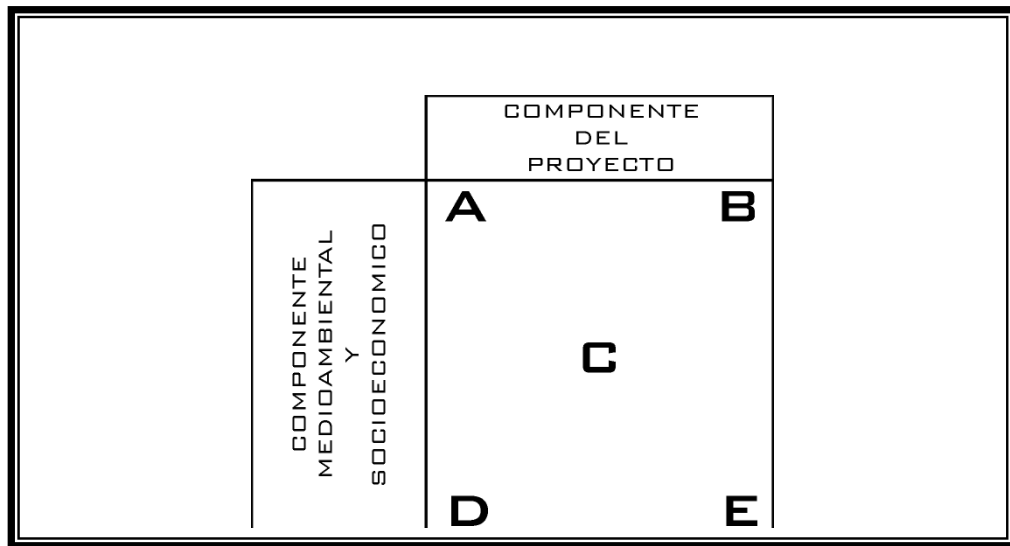 COMPONENTE
DEL
PROYECTO
A
B
COMPONENTE
MEDIOAMBIENTAL
Y
SOCIOECONOMICO
C
D
E